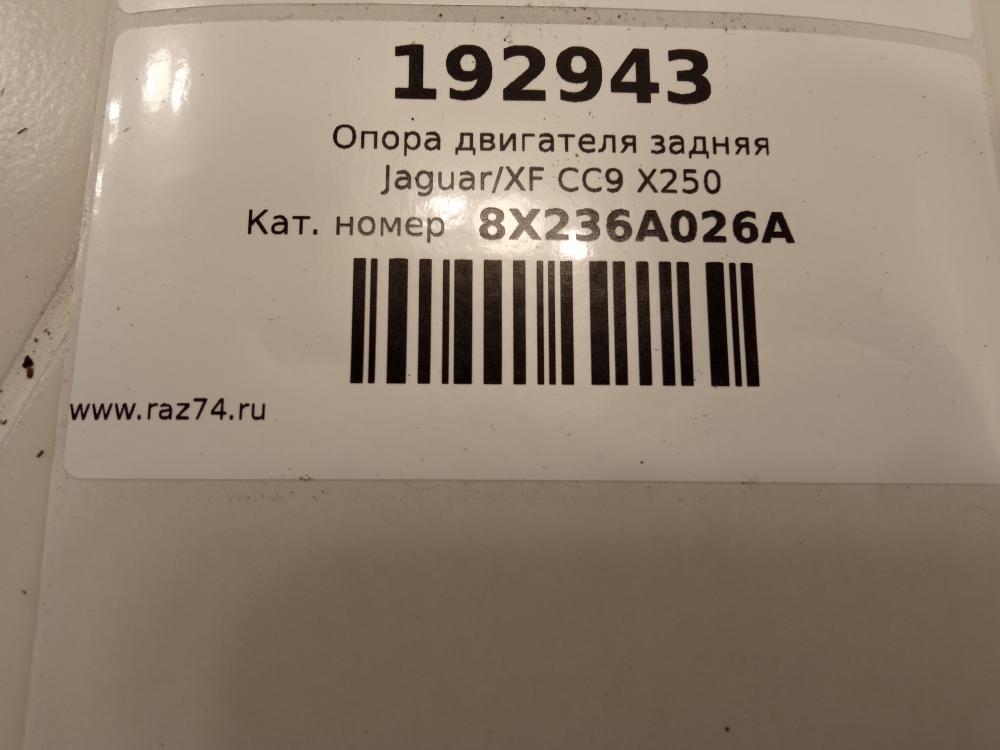 192943
Опора двигателя задняя
Jaguar/XF CC9 X250
Кат. номер 8X236A026A
www.raz74.ru